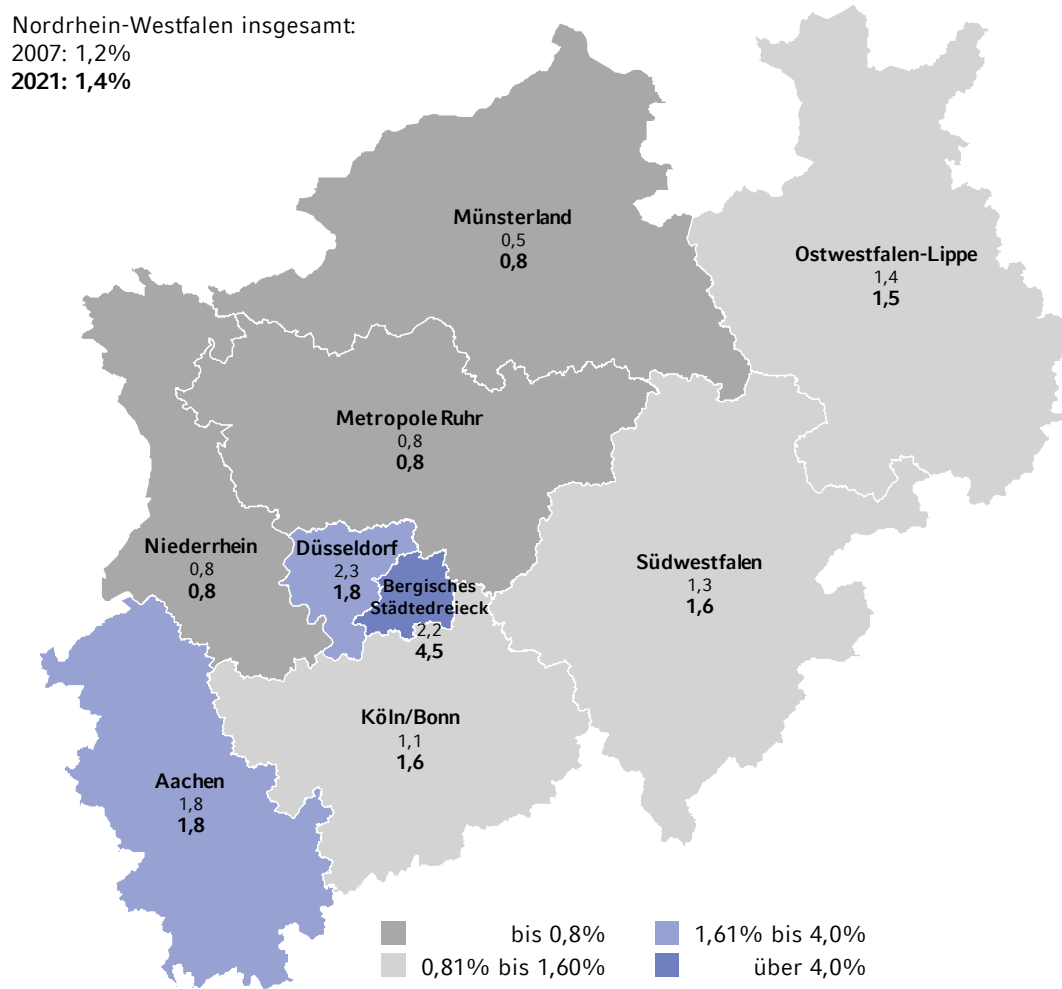 Nordrhein-Westfalen insgesamt:
2007: 1,2%
2021: 1,4%
Münsterland
0,5
0,8
Ostwestfalen-Lippe
1,4
1,5
Metropole Ruhr
0,8
0,8
Niederrhein
0,8
0,8
Düsseldorf
2,3
1,8
Bergisches
Städtedreieck
2,2
4,5
Südwestfalen
1,3
1,6
Köln/Bonn
1,1
1,6
Aachen
1,8
1,8
bis 0,8%
0,81% bis 1,60%
1,61% bis 4,0%
über 4,0%